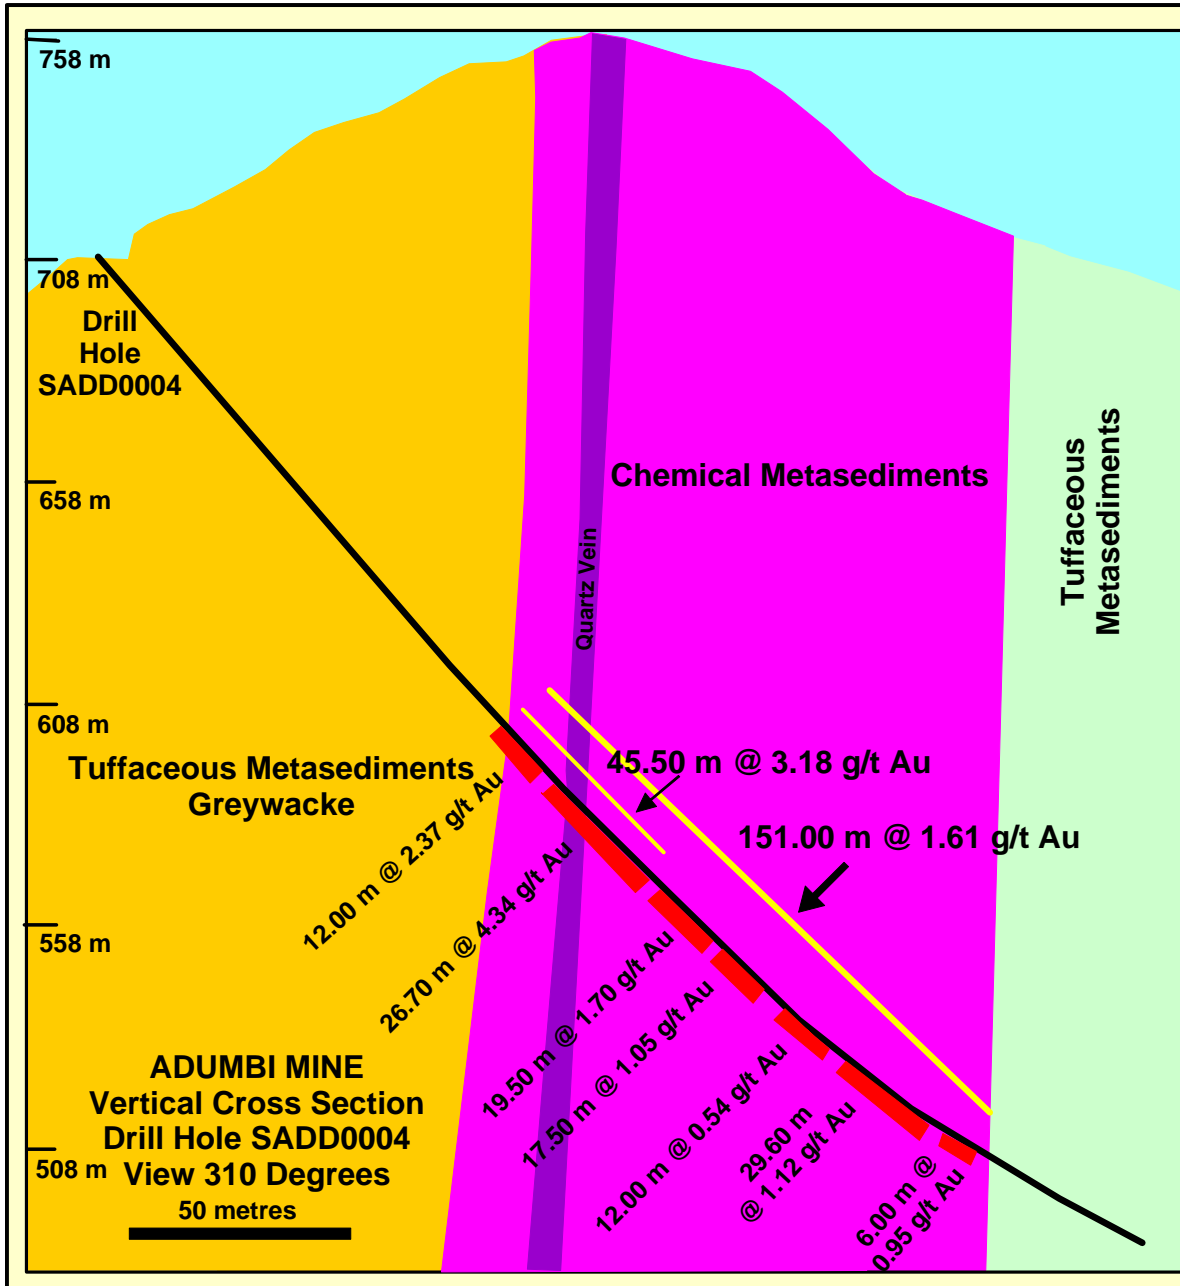 758 m
708 m
Drill
Hole
SADD0004
658 m
Chemical Metasediments
Tuffaceous
Metasediments
Quartz Vein
608 m
Tuffaceous Metasediments
Greywacke
45.50 m @ 3.18 g/t Au
151.00 m @ 1.61 g/t Au
12.00 m @ 2.37 g/t Au
26.70 m @ 4.34 g/t Au
19.50 m @ 1.70 g/t Au
17.50 m @ 1.05 g/t Au
12.00 m @ 0.54 g/t Au
29.60 m
@ 1.12 g/t Au
6.00 m @
0.95 g/t Au
558 m
508 m
ADUMBI MINE
Vertical Cross Section
Drill Hole SADD0004
View 310 Degrees
50 metres